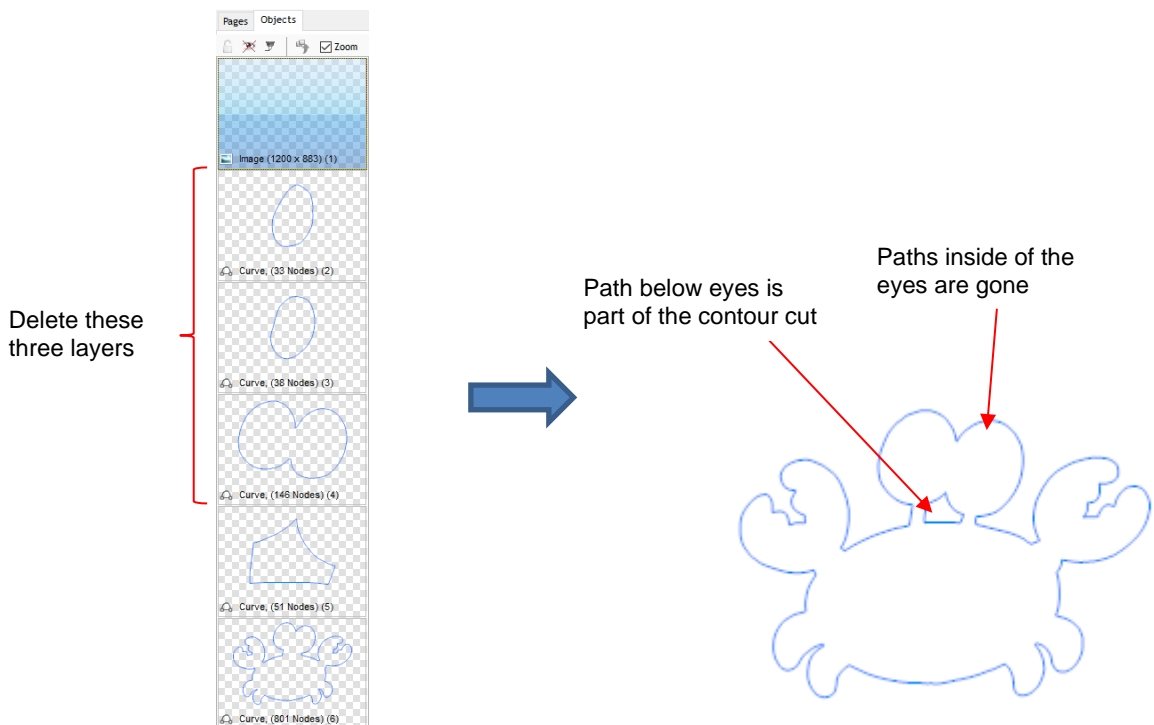 Pages Objects
Zoom
Image (1200 x 883) (1)
Curve, (33 Nodes) (2)
Curve, (38 Nodes) (3)
Curve, (146 Nodes) (4)
Curve, (51 Nodes) (5)
Curve, (801 Nodes) (6)
Delete these
three layers
Path below eyes is
part of the contour cut
Paths inside of the
eyes are gone